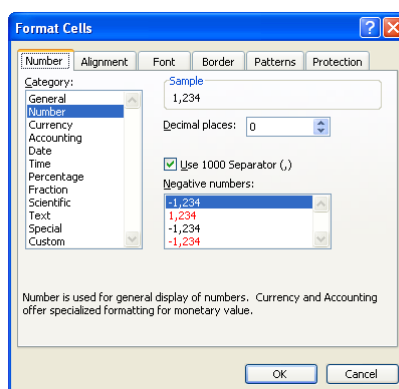 Format Cells
Number Alignment Font Border Patterns Protection
Category:
General
Number
Currency
Accounting
Date
Time
Percentage
Fraction
Scientific
Text
Special
Custom
Sample
1,234
Decimal places: 0
Use 1000 Separator (,)
Negative numbers:
-1,234
1,234
-1,234
-1,234
Number is used for general display of numbers. Currency and Accounting
offer specialized formatting for monetary value.
OK Cancel